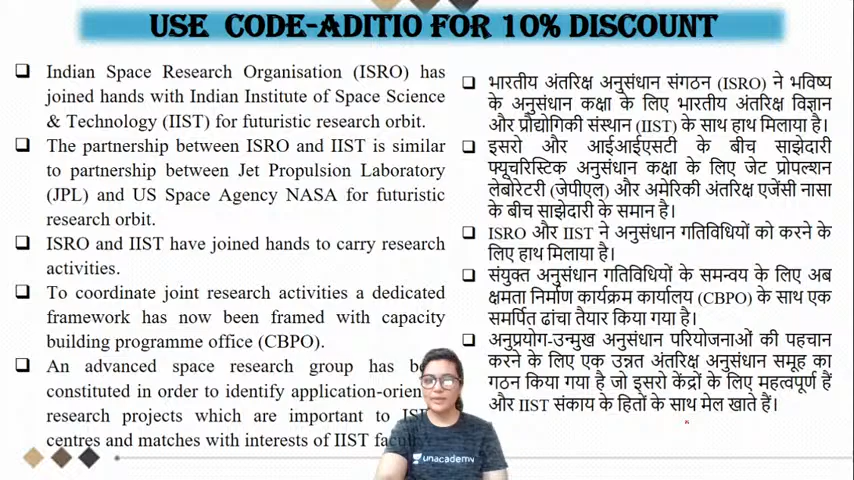 USE CODE-ADITIO FOR 10% DISCOUNT
Indian Space Research Organisation (ISRO) has
joined hands with Indian Institute of Space Science
& Technology (IIST) for futuristic research orbit.
The partnership between ISRO and IIST is similar
to partnership between Jet Propulsion Laboratory
(JPL) and US Space Agency NASA for futuristic
research orbit.
ISRO and IIST have joined hands to carry research
activities.
To coordinate joint research activities a dedicated
framework has now been framed with capacity
building programme office (CBPO).
An advanced space research group has
constituted in order to identify
research projects which are important to
centres and matches with interests of IIST
भारतीय अंतरिक्ष अनुसंधान संगठन (ISRO) ने भविष्य
के अनुसंधान कक्षा के लिए भारतीय अंतरिक्ष विज्ञान
और प्रौद्योगिकी संस्थान (IIST) के साथ हाथ मिलाया है।
इसरो और आईआईएसटी के बीच साझेदारी
फ्यूचरिस्टिक अनुसंधान कक्षा के लिए जेट प्रोपल्शन
लेबोरेटरी (जेपीएल) और अमेरिकी अंतरिक्ष एजेंसी नासा
के बीच साझेदारी के समान है।
ISRO और IIST ने अनुसंधान गतिविधियों को करने के
लिए हाथ मिलाया है।
संयुक्त अनुसंधान गतिविधियों के समन्वय के लिए अब
क्षमता निर्माण कार्यक्रम कार्यालय (CBPO) के साथ एक
समर्पित ढांचा तैयार किया गया है।
अनुप्रयोग-उन्मुख अनुसंधान परियोजनाओं की पहचान
करने के लिए एक उन्नत अंतरिक्ष अनुसंधान समूह का
गठन किया गया है जो इसरो केंद्रों के लिए महत्वपूर्ण हैं
और IIST संकाय के हितों के साथ मेल खाते हैं।
unacademy